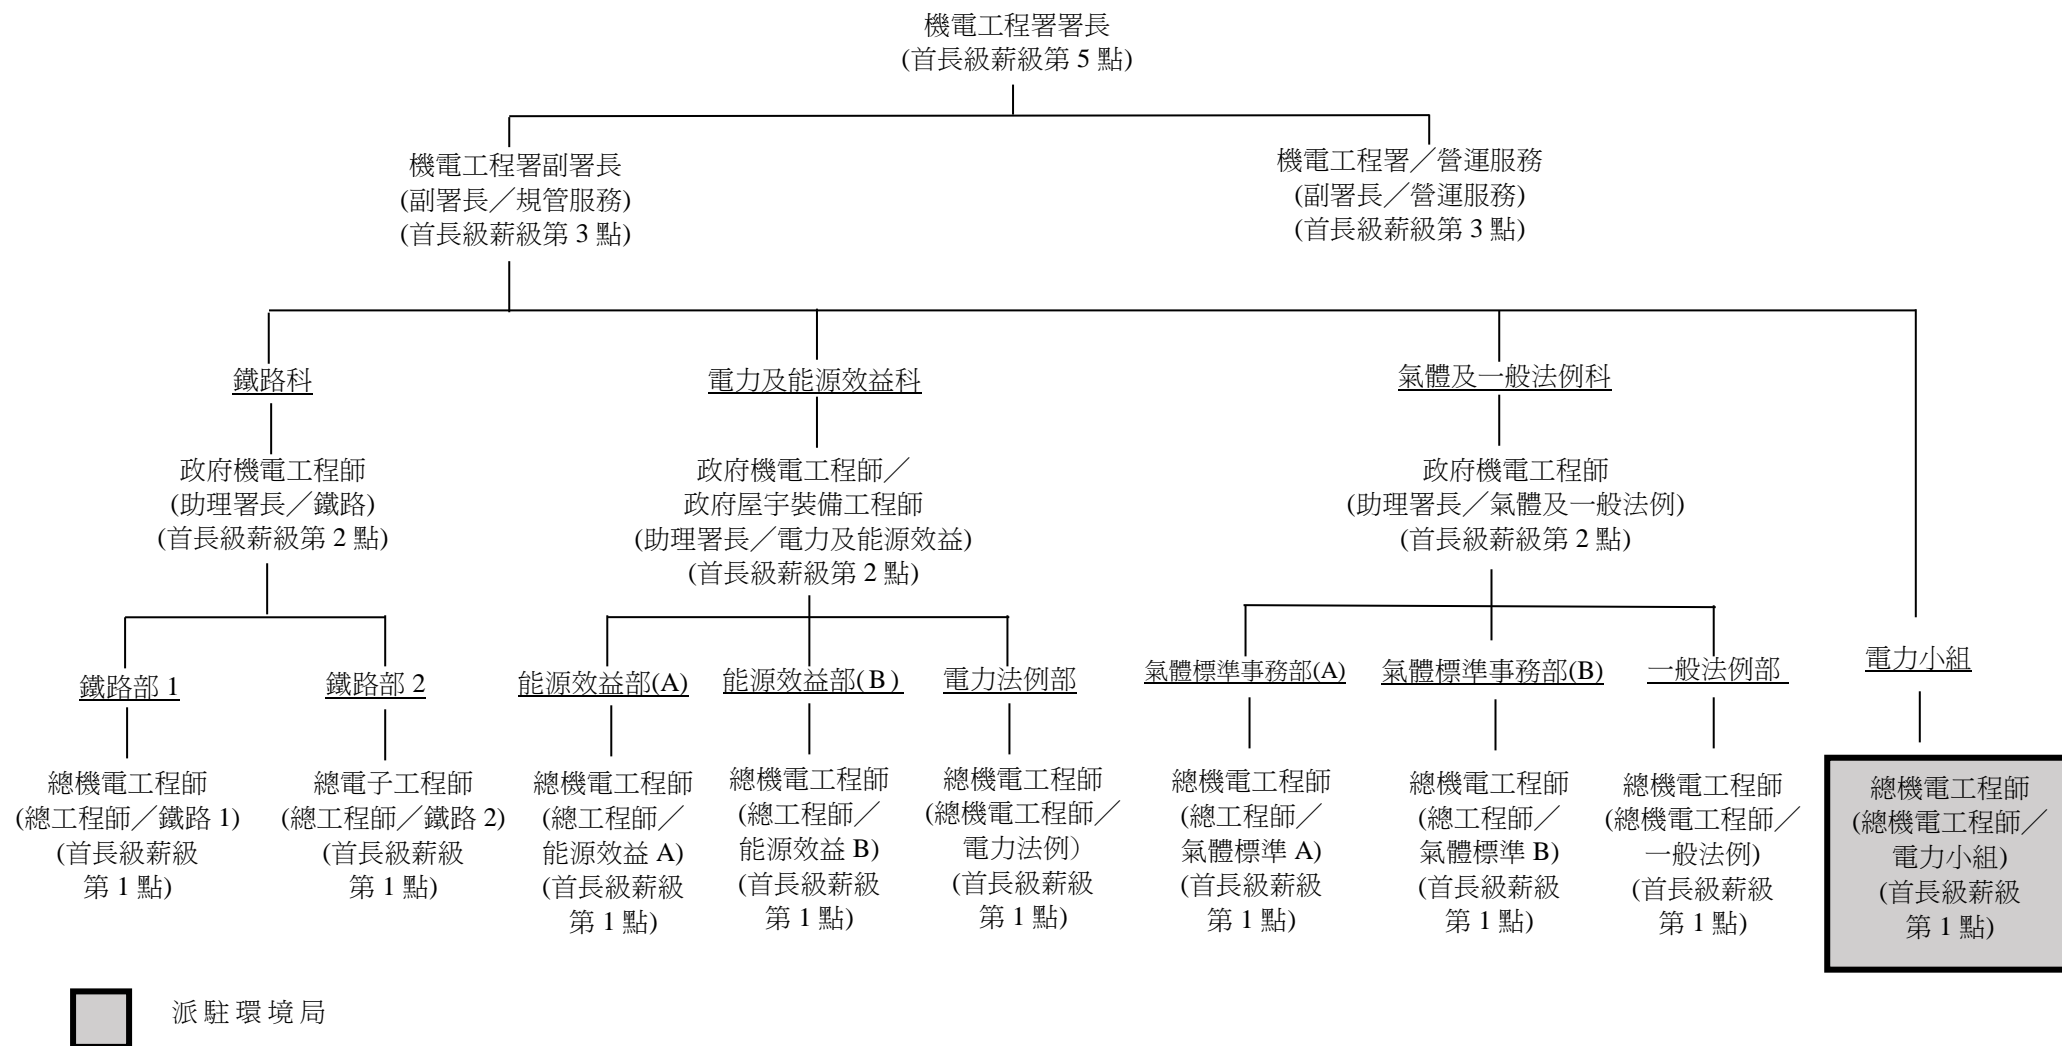 機電工程署署長
(首長級薪級第 5 點)
機電工程署副署長
(副署長／規管服務)
(首長級薪級第 3 點)
機電工程署／營運服務
(副署長／營運服務)
(首長級薪級第 3 點)
鐵路科
政府機電工程師
(助理署長／鐵路)
(首長級薪級第 2 點)
電力及能源效益科
政府機電工程師／
政府屋宇裝備工程師
(助理署長／電力及能源效益)
(首長級薪級第 2 點)
氣體及一般法例科
政府機電工程師
(助理署長／氣體及一般法例)
(首長級薪級第 2 點)
鐵路部 1
總機電工程師
(總工程師／鐵路 1)
(首長級薪級
第 1 點)
鐵路部 2
總電子工程師
(總工程師／鐵路 2)
(首長級薪級
第 1 點)
能源效益部(A)
總機電工程師
(總工程師／
能源效益 A)
(首長級薪級
第 1 點)
能源效益部(B)
總機電工程師
(總工程師／
能源效益 B)
(首長級薪級
第 1 點)
電力法例部
總機電工程師
(總機電工程師／
電力法例）
(首長級薪級
第 1 點)
氣體標準事務部(A)
總機電工程師
(總工程師／
氣體標準 A)
(首長級薪級
第 1 點)
氣體標準事務部(B)
總機電工程師
(總工程師／
氣體標準 B)
(首長級薪級
第 1 點)
一般法例部
總機電工程師
(總機電工程師／
一般法例)
(首長級薪級
第 1 點)
電力小組
總機電工程師
(總機電工程師／
電力小組)
(首長級薪級
第 1 點)
派駐環境局